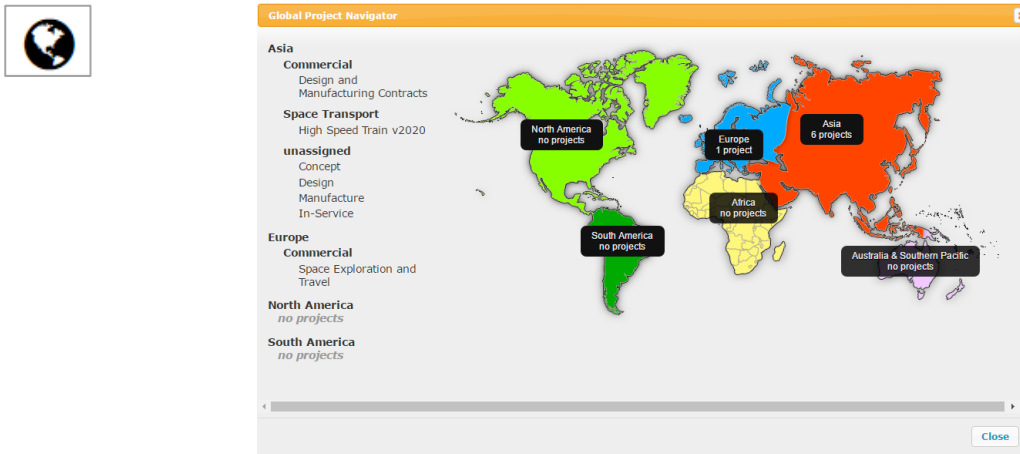 Global Project Navigator
Asia
Commercial
Design and
Manufacturing Contracts
Space Transport
High Speed Train v2020
unassigned
Concept
Design
Manufacture
In-Service
Europe
Commercial
Space Exploration and
Travel
North America
no projects
South America
no projects
North America
no projects
Europe
1 project
Asia
6 projects
Africa
no projects
South America
no projects
Australia & Southern Pacific
no projects
Close